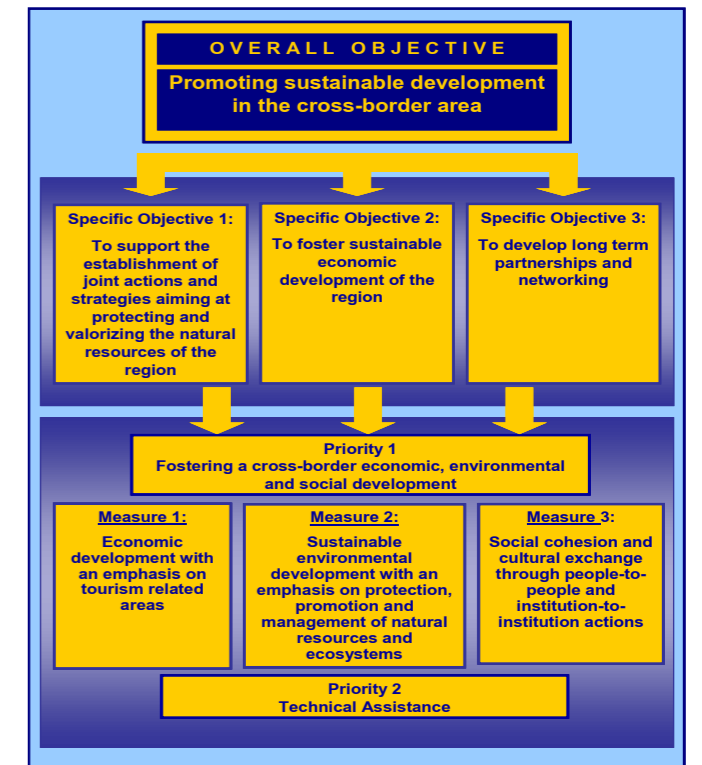 OVERALL OBJECTIVE
Promoting sustainable development
in the cross-border area
Specific Objective 1:
To support the
establishment of
joint actions and
strategies aiming at
protecting and
valorizing the natural
resources of the
region
Specific Objective 2:
To foster sustainable
economic
development of the
region
Specific Objective 3:
To develop long term
partnerships and
networking
Priority 1
Fostering a cross-border economic, environmental
and social development
Measure 1:
Economic
development with
an emphasis on
tourism related
areas
Measure 2:
Sustainable
environmental
development with an
emphasis on protection,
promotion and
management of natural
resources and
ecosystems
Measure 3:
Social cohesion and
cultural exchange
through people-to-
people and
institution-to-
institution actions
Priority 2
Technical Assistance